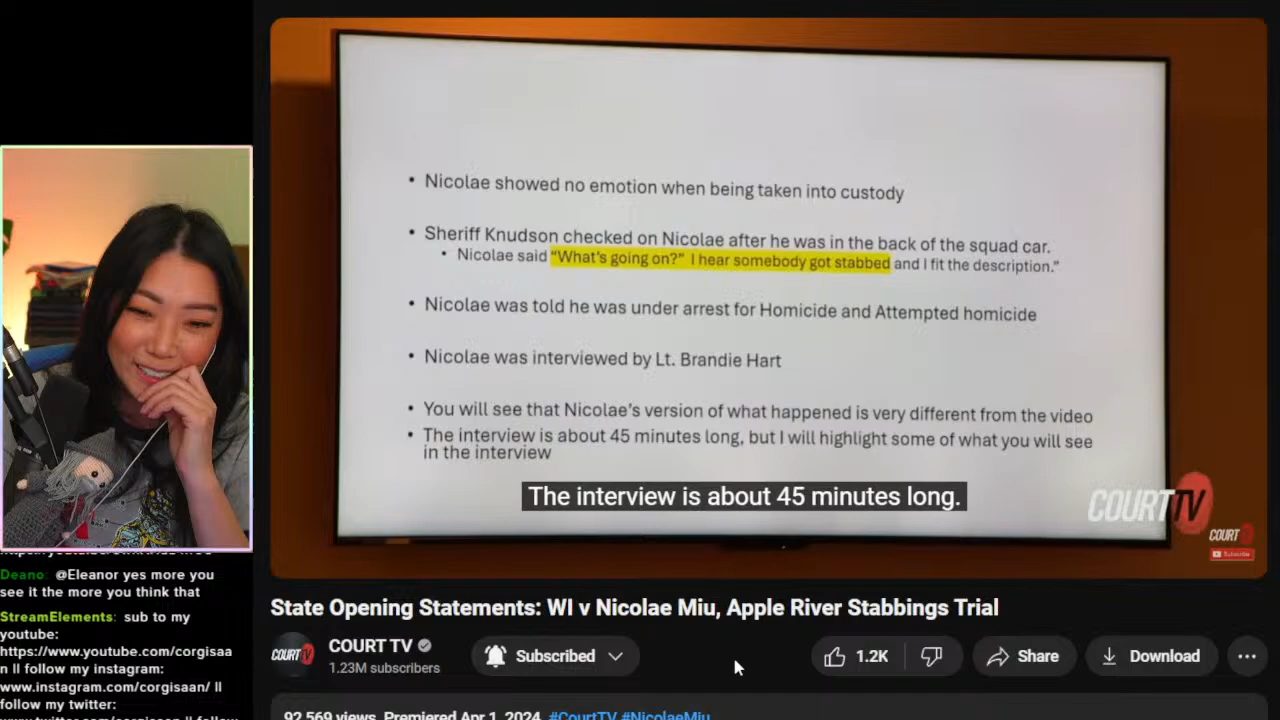 • Nicolae showed no emotion when being taken into custody
• Sheriff Knudson checked on Nicolae after he was in the back of the squad car.
• Nicolae said “What’s going on?” I hear somebody got stabbed and I fit the description.”
• Nicolae was told he was under arrest for Homicide and Attempted homicide
• Nicolae was interviewed by Lt. Brandie Hart
• You will see that Nicolae’s version of what happened is very different from the video
• The interview is about 45 minutes long, but I will highlight some of what you will see
in the interview
The interview is about 45 minutes long.
COURT TV
COURT
Subscribe
Deano: @Eleanor yes more you
see it the more you think that
StreamElements: sub to my
youtube:
https://www.youtube.com/corgisaa
n ll follow my instagram:
www.instagram.com/corgisaan/ ll
follow my twitter:
State Opening Statements: WI v Nicolae Miu, Apple River Stabbings Trial
COURT TV
COURT TV
1.23M subscribers
Subscribed
1.2K
Share
Download
92,569 views Premiered Apr 1, 2024 #CourtTV #NicolaeMiu